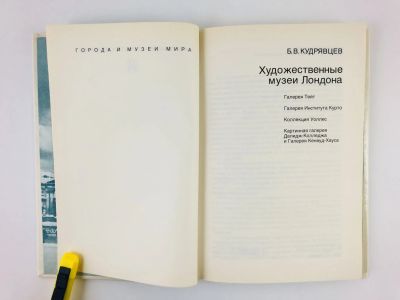 ГОРОДА И МУЗЕИ МИРА
Б.В. КУДРЯВЦЕВ
Художественные
музеи Лондона
Галерея Тейт
Галерея Института Курто
Коллекция Уоллес
Картинная галерея
Далидж-Колледжа
и Галерея Кенвуд-Хауса